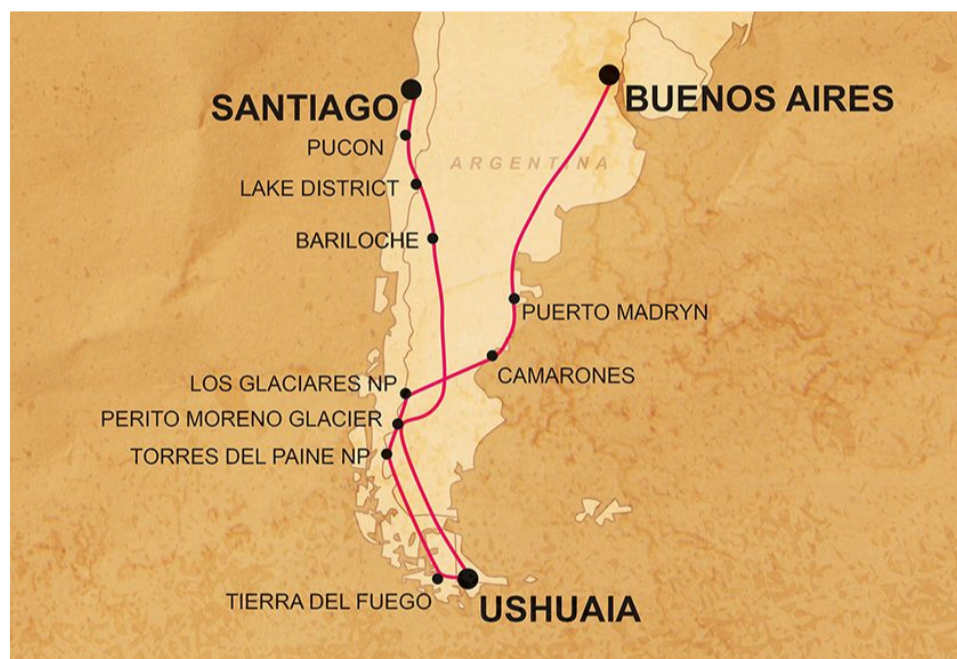 SANTIAGO
BUENOS AIRES
PUCON
ARGENTINA
LAKE DISTRICT
BARILOCHE
PUERTO MADRYN
CAMARONES
LOS GLACIARES NP
PERITO MORENO GLACIER
TORRES DEL PAINE NP
TIERRA DEL FUEGO
USHUAIA